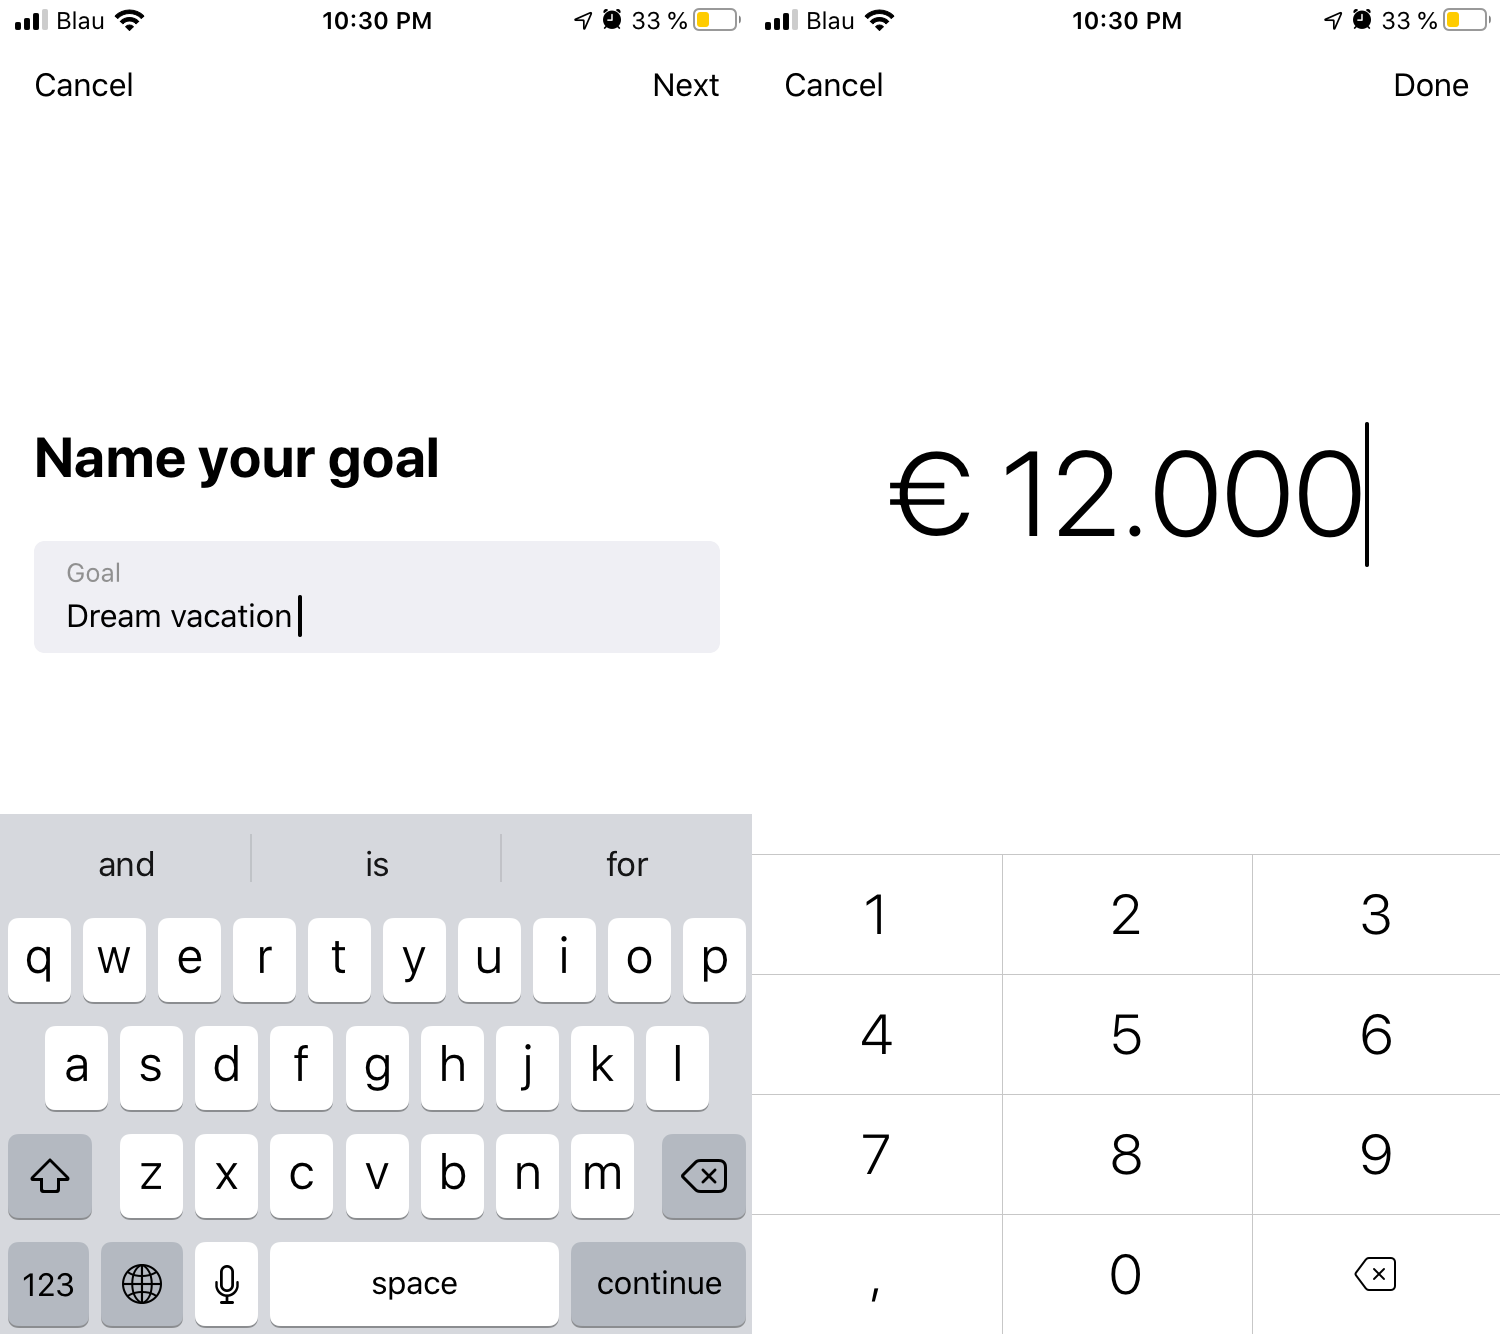 Blau 10:30 PM 33 %
Cancel Next
Name your goal
Goal
Dream vacation
and is for
q w e r t y u i o p
a s d f g h j k l
z x c v b n m
123 space continue
Blau 10:30 PM 33 %
Cancel Done
€ 12.000
1 2 3
4 5 6
7 8 9
, 0